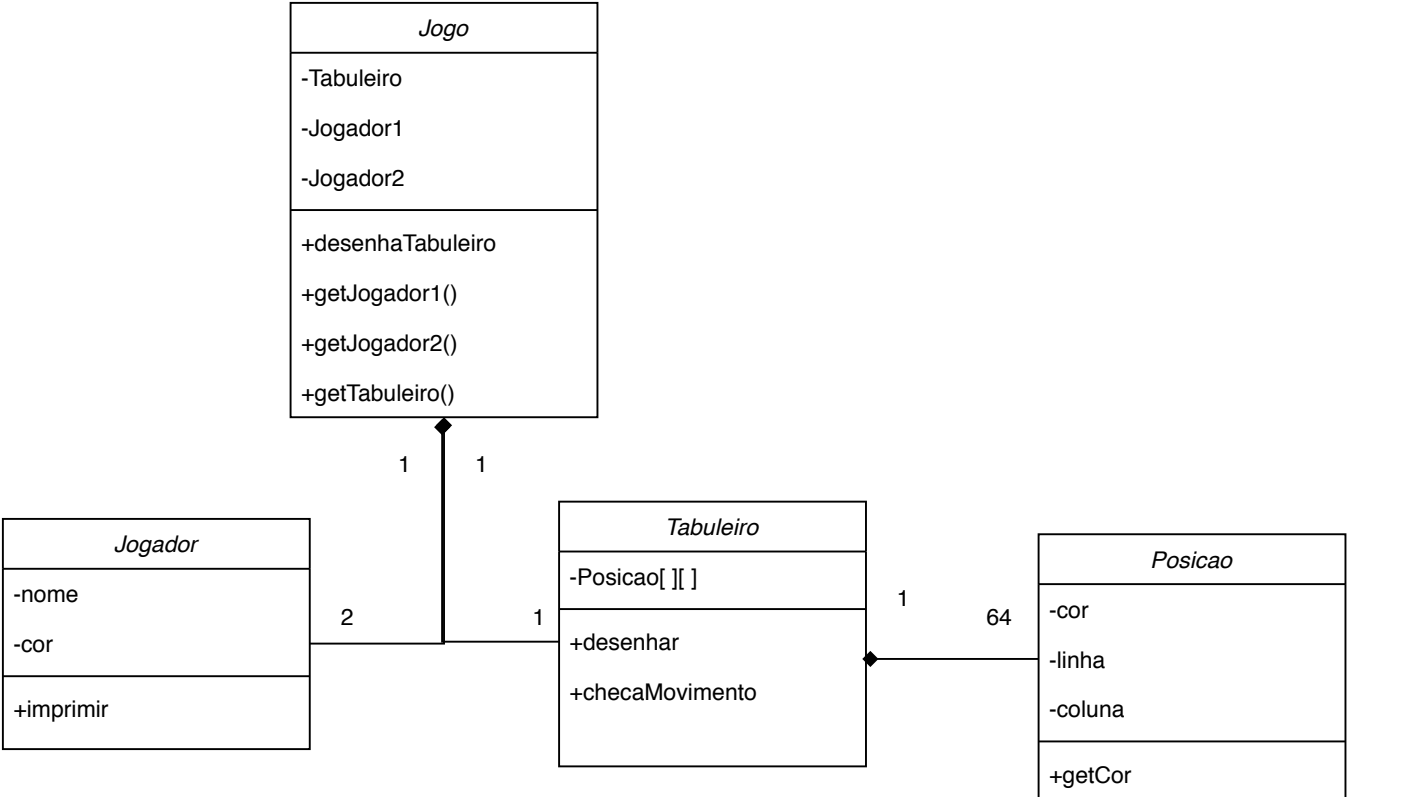 Jogo
-Tabuleiro
-Jogador1
-Jogador2
+desenhaTabuleiro
+getJogador1()
+getJogador2()
+getTabuleiro()
1
1
Jogador
-nome
-cor
+imprimir
2
1
Tabuleiro
-Posicao[ ][ ]
+desenhar
+checaMovimento
1
64
Posicao
-cor
-linha
-coluna
+getCor